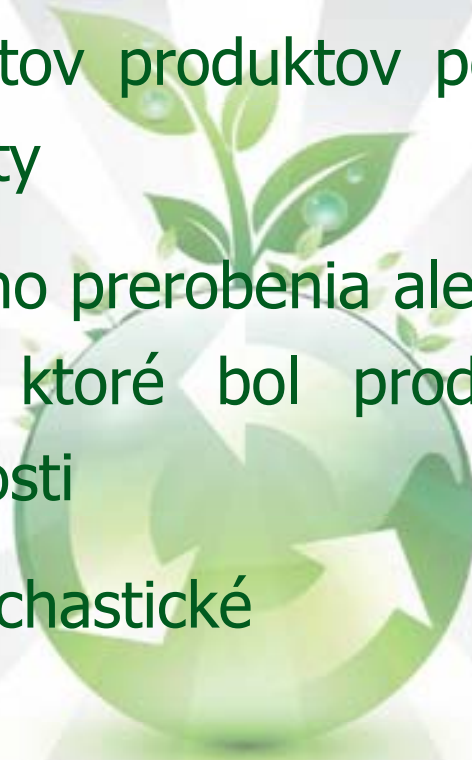 tov produktov p
ty
no prerobenia ale
ktoré bol prod
osti
chastické